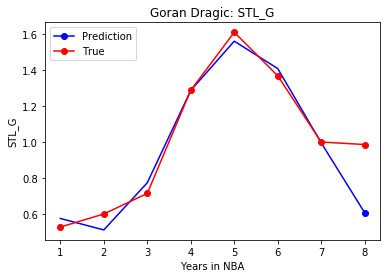 Goran Dragic: STL_G
Prediction
True
STL_G
1.6
1.4
1.2
1.0
0.8
0.6
1 2 3 4 5 6 7 8
Years in NBA